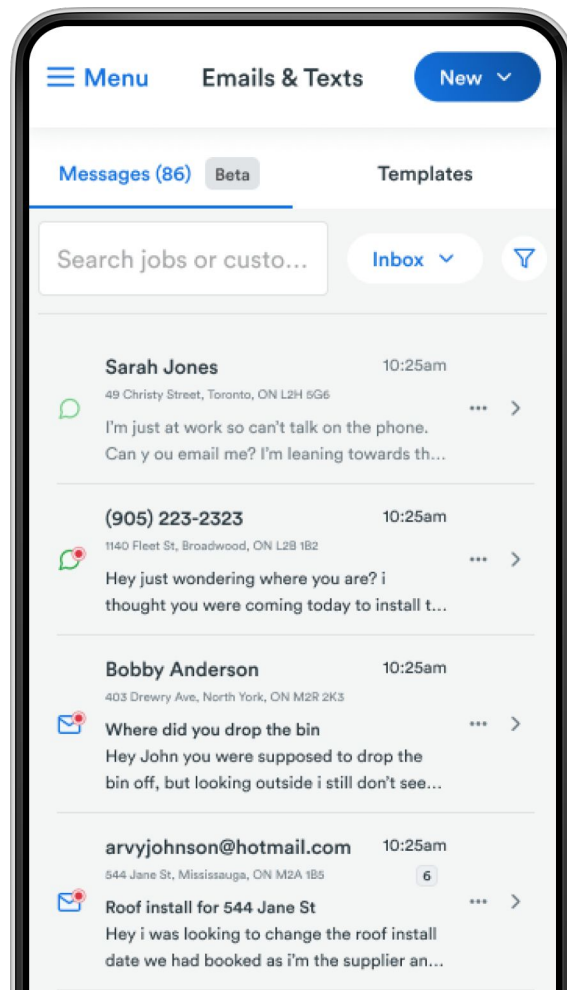 Menu
Emails & Texts
New
Messages (86)
Beta
Templates
Search jobs or custo...
Inbox
Sarah Jones
10:25am
49 Christy Street, Toronto, ON L2H 5G6
I'm just at work so can't talk on the phone.
Can y ou email me? I'm leaning towards th...
(905) 223-2323
10:25am
1140 Fleet St, Broadwood, ON L2B 1B2
Hey just wondering where you are? i
thought you were coming today to install t...
Bobby Anderson
10:25am
403 Drewry Ave, North York, ON M2R 2K3
Where did you drop the bin
Hey John you were supposed to drop the
bin off, but looking outside i still don't see...
arvyjohnson@hotmail.com
10:25am
544 Jane St, Mississauga, ON M2A 1B5
6
Roof install for 544 Jane St
Hey i was looking to change the roof install
date we had booked as i'm the supplier an...